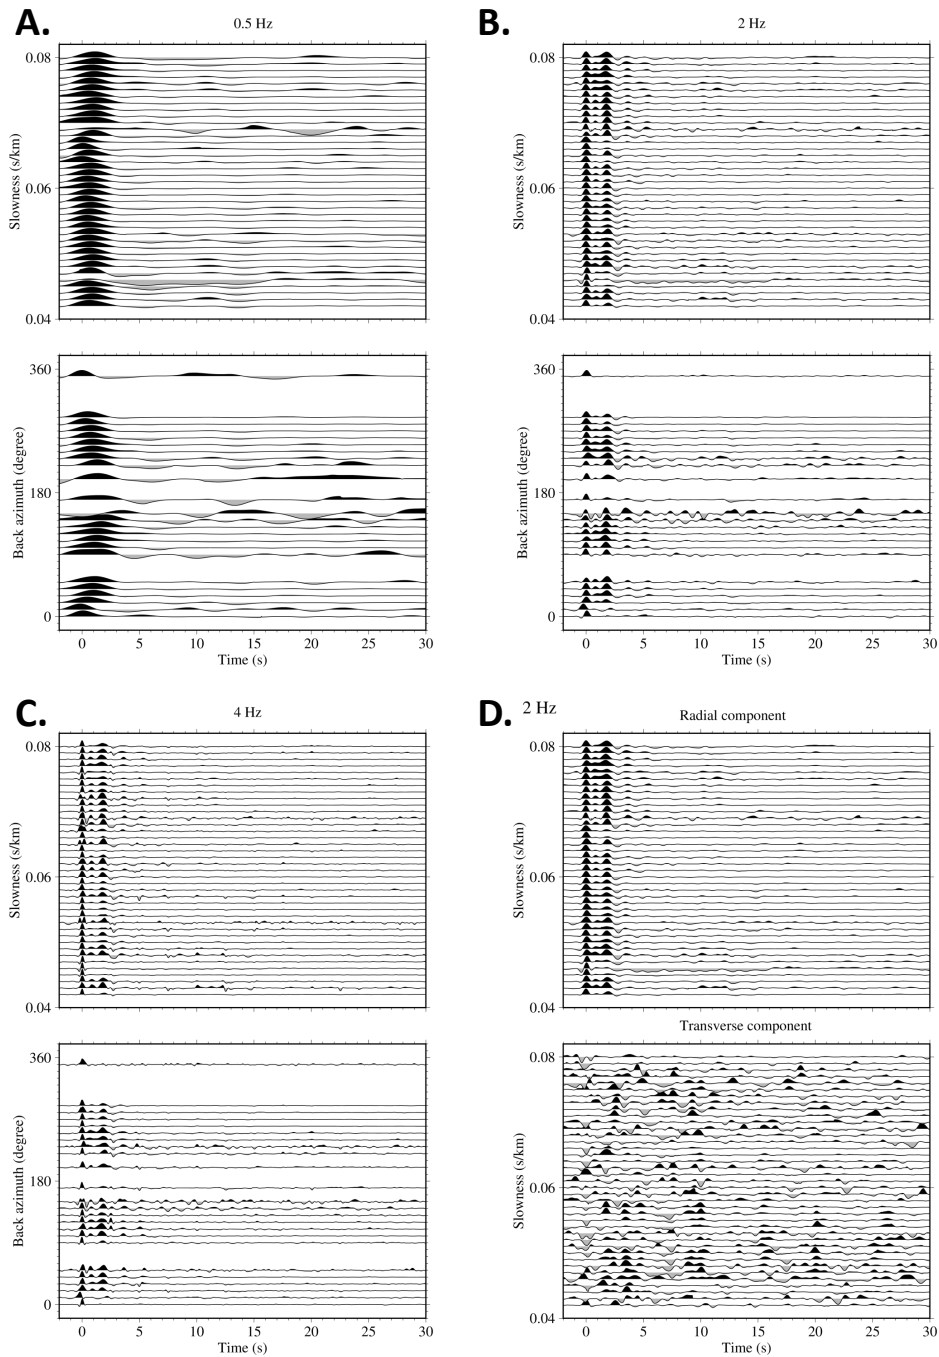 A.
0.5 Hz
0.08
0.06
0.04
Slowness (s/km)
360
180
0
Back azimuth (degree)
0 5 10 15 20 25 30
Time (s)
B.
2 Hz
0.08
0.06
0.04
Slowness (s/km)
360
180
0
Back azimuth (degree)
0 5 10 15 20 25 30
Time (s)
C.
4 Hz
0.08
0.06
0.04
Slowness (s/km)
360
180
0
Back azimuth (degree)
0 5 10 15 20 25 30
Time (s)
D. 2 Hz
Radial component
0.08
0.06
0.04
Slowness (s/km)
Transverse component
0.08
0.06
0.04
Slowness (s/km)
0 5 10 15 20 25 30
Time (s)